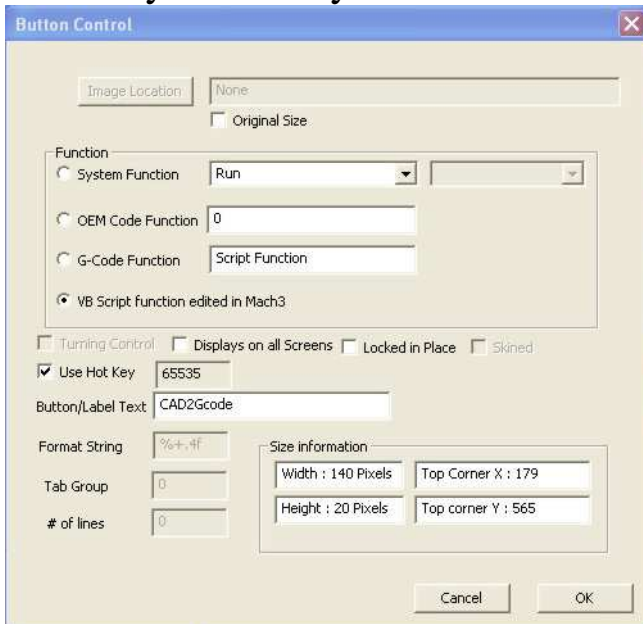 Button Control
Image Location None
Original Size
Function
System Function Run
OEM Code Function 0
G-Code Function Script Function
VB Script function edited in Mach3
Turning Control Displays on all Screens Locked in Place Skined
Use Hot Key 65535
Button/Label Text CAD2Gcode
Format String %+.4f Size information
Width : 140 Pixels Top Corner X : 179
Tab Group 0
Height : 20 Pixels Top corner Y : 565
# of lines 0
Cancel OK